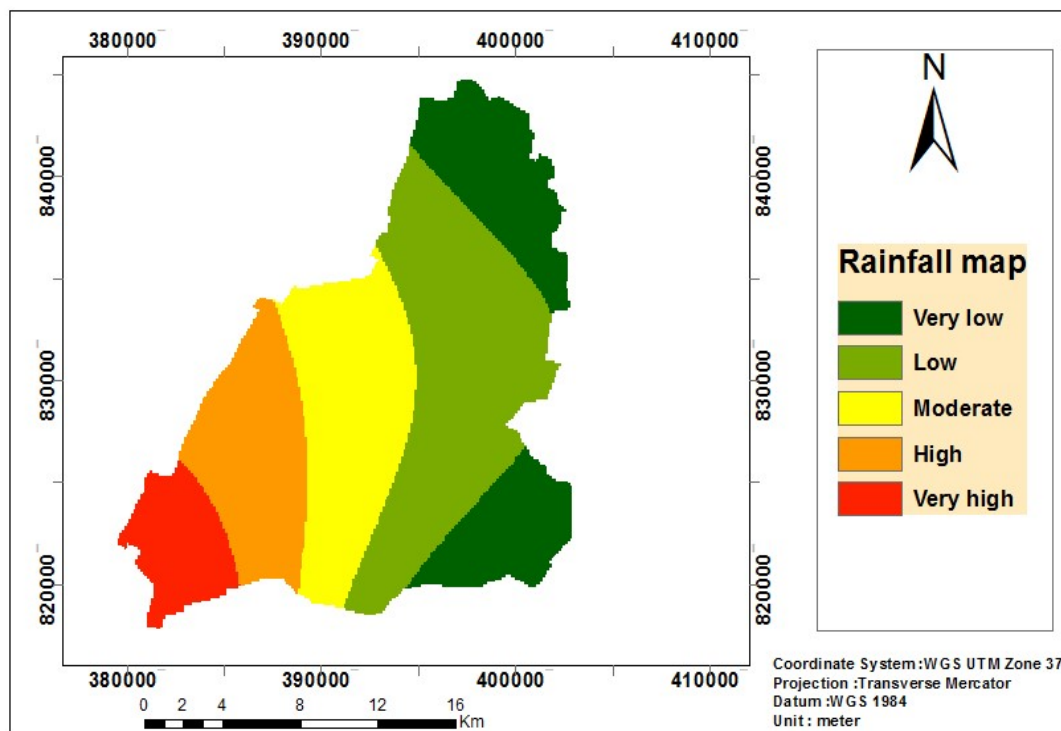 380000 390000 400000 410000
N
840000 840000
Rainfall map
Very low
Low
830000 830000
Moderate
High
Very high
820000 820000
380000 390000 400000 410000
Coordinate System :WGS UTM Zone 37
Projection :Transverse Mercator
Datum :WGS 1984
Unit : meter
0 2 4 8 12 16
Km